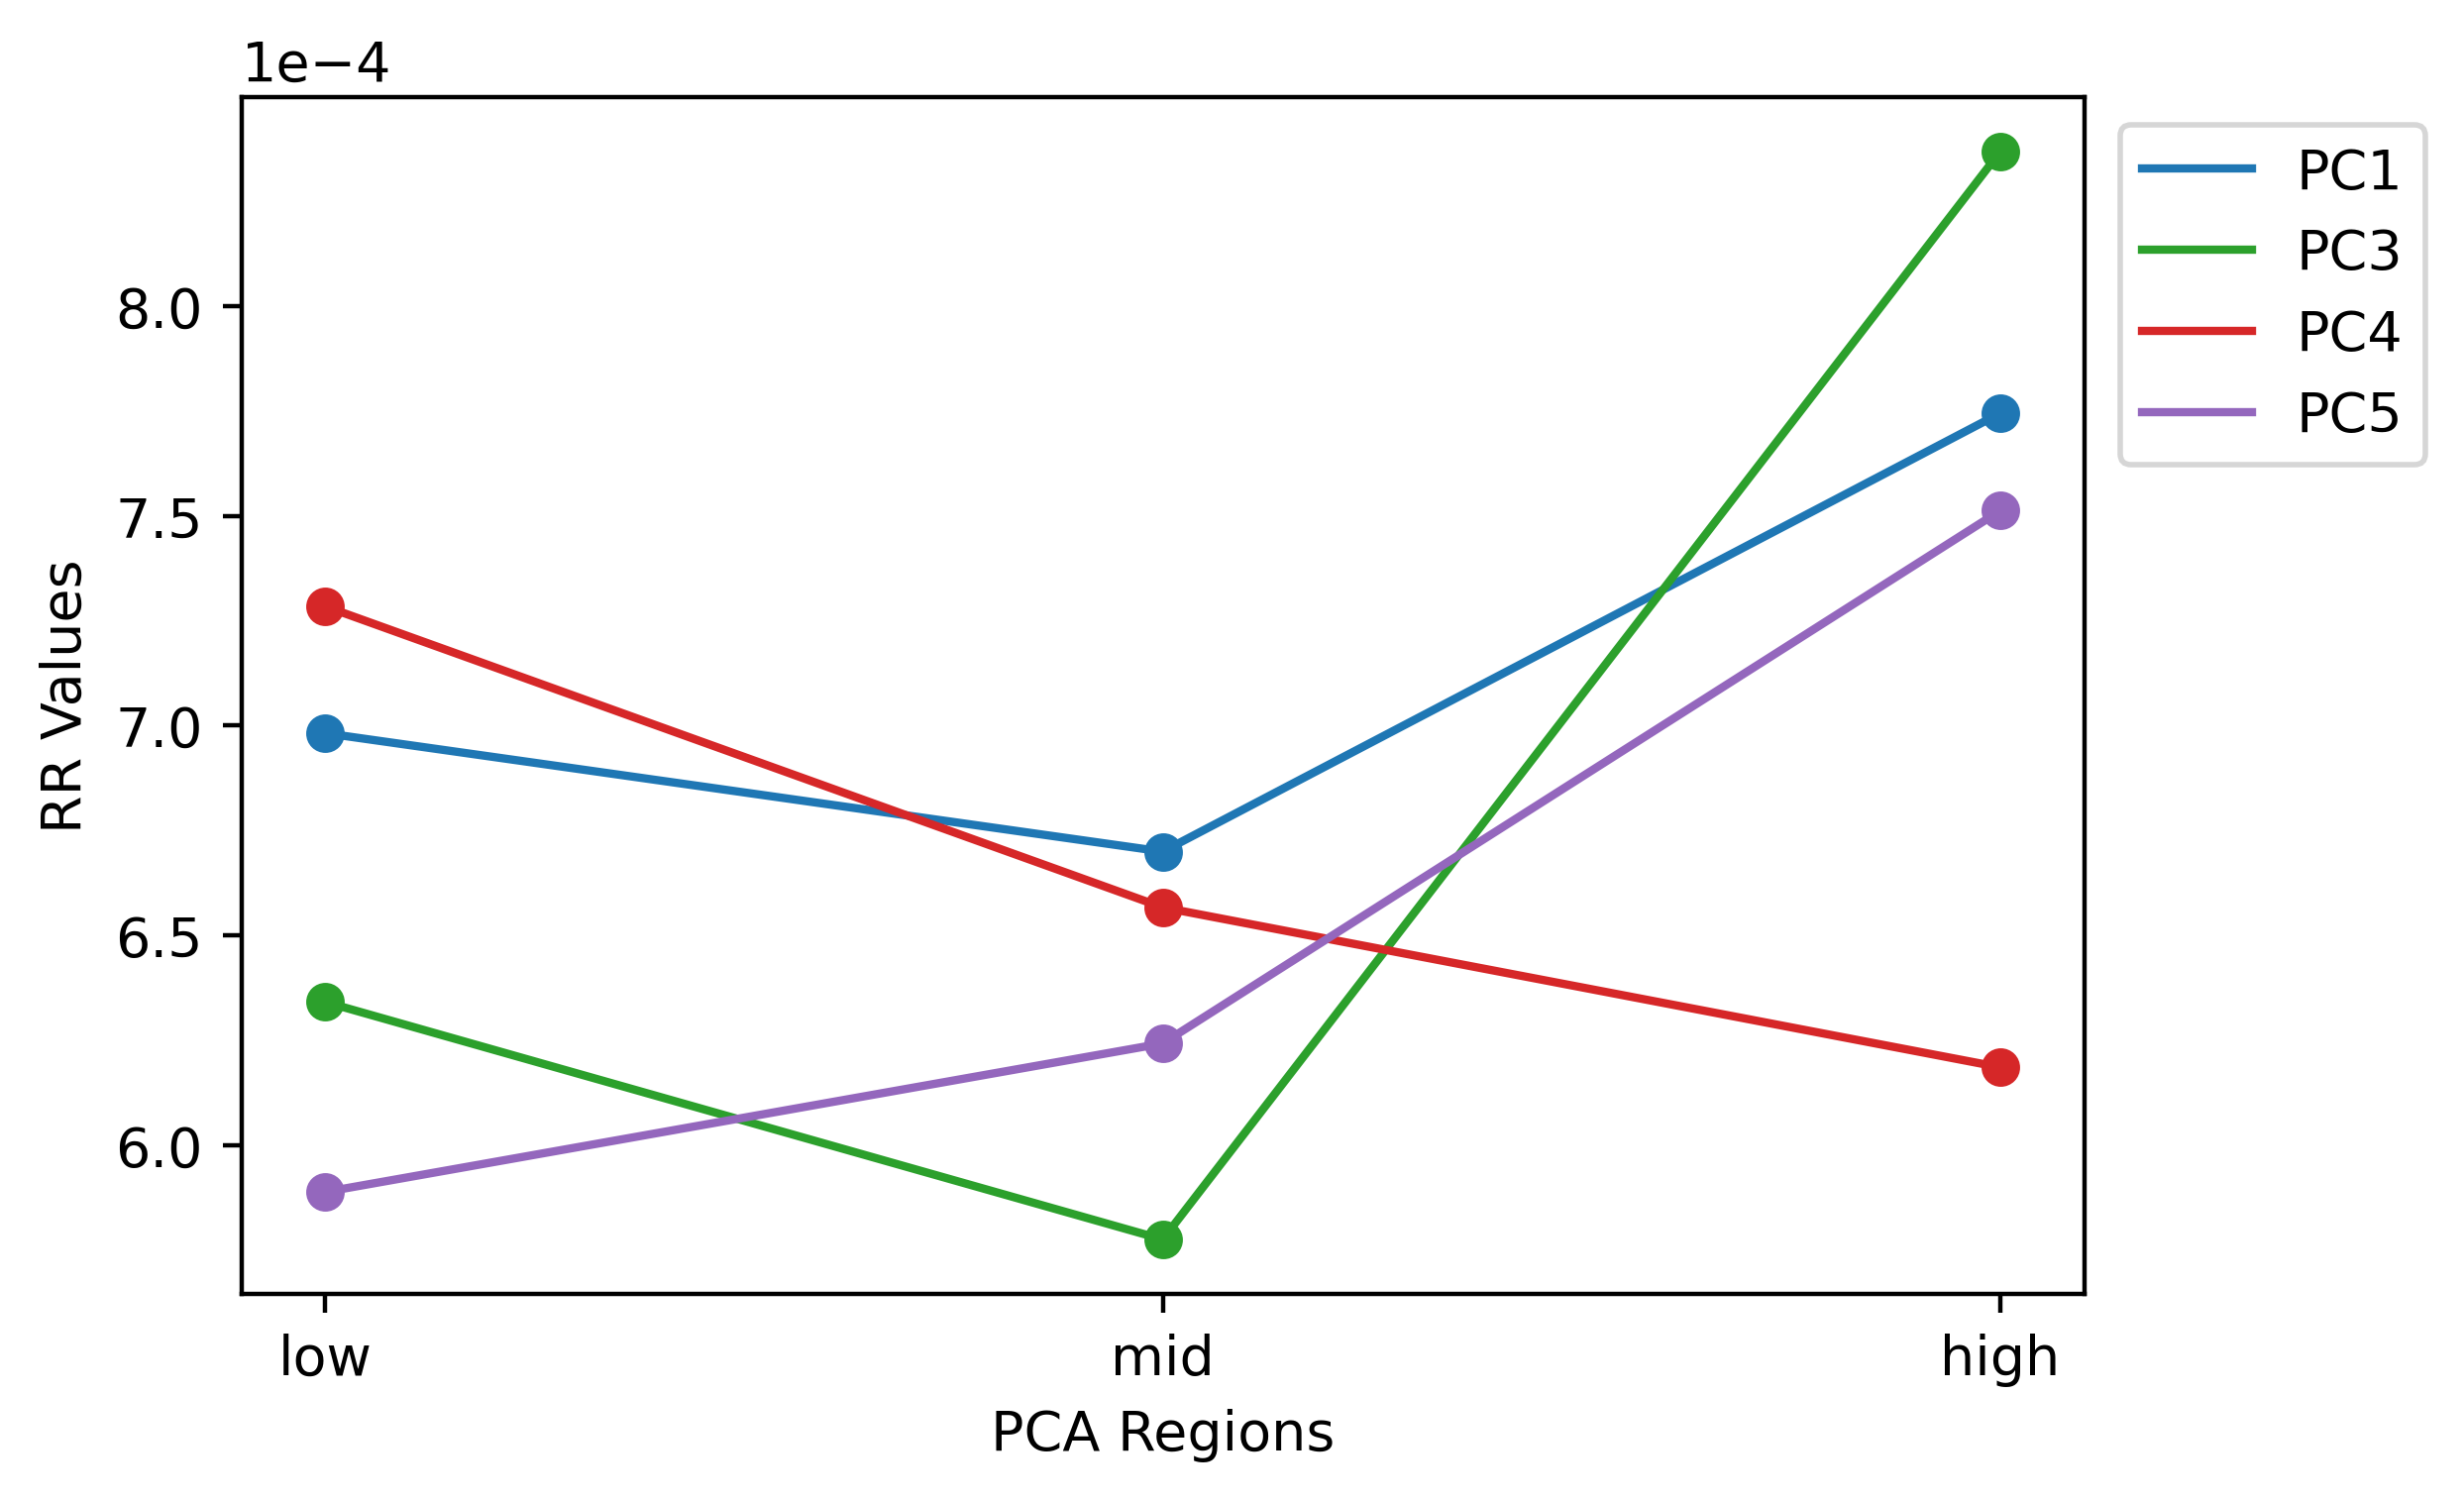 1e−4
8.0
7.5
7.0
6.5
6.0
RR Values
low
mid
high
PCA Regions
PC1
PC3
PC4
PC5